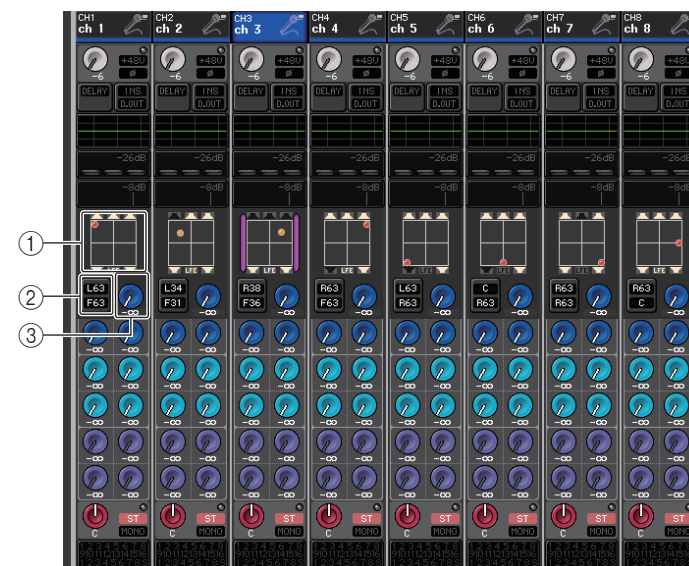 CH1 CH2 CH3 CH4 CH5 CH6 CH7 CH8
ch 1 ch 2 ch 3 ch 4 ch 5 ch 6 ch 7 ch 8
+48V +48V +48V +48V +48V +48V +48V +48V
-6 ø -6 ø -6 ø -6 ø -6 ø -6 ø -6 ø -6 ø
DELAY INS DELAY INS DELAY INS DELAY INS DELAY INS DELAY INS DELAY INS DELAY INS
D.OUT D.OUT D.OUT D.OUT D.OUT D.OUT D.OUT D.OUT
-26dB -26dB -26dB -26dB -26dB -26dB -26dB -26dB
-8dB -8dB -8dB -8dB -8dB -8dB -8dB -8dB
①
LFE LFE LFE LFE LFE LFE LFE LFE
② L63 L34 R38 R63 L63 C R63 R63
F63 F31 F36 F63 R63 R63 R63 C
-∞ -∞ -∞ -∞ -∞ -∞ -∞ -∞
③
-∞ -∞ -∞ -∞ -∞ -∞ -∞ -∞ -∞ -∞ -∞ -∞ -∞ -∞ -∞ -∞
-∞ -∞ -∞ -∞ -∞ -∞ -∞ -∞ -∞ -∞ -∞ -∞ -∞ -∞ -∞ -∞
-∞ -∞ -∞ -∞ -∞ -∞ -∞ -∞ -∞ -∞ -∞ -∞ -∞ -∞ -∞ -∞
-∞ -∞ -∞ -∞ -∞ -∞ -∞ -∞ -∞ -∞ -∞ -∞ -∞ -∞ -∞ -∞
-∞ -∞ -∞ -∞ -∞ -∞ -∞ -∞ -∞ -∞ -∞ -∞ -∞ -∞ -∞ -∞
ST ST ST ST ST ST ST ST
C MONO C MONO C MONO C MONO C MONO C MONO C MONO C MONO